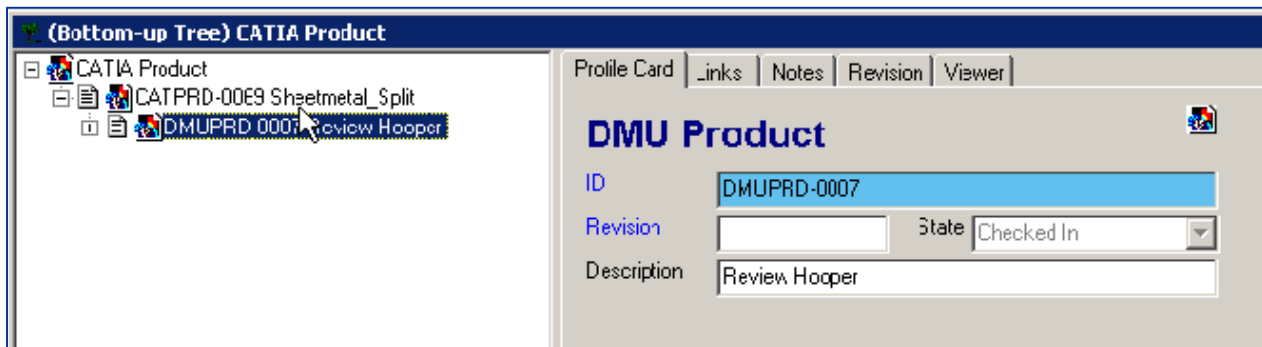 (Bottom-up Tree) CATIA Product
CATIA Product
CATPRD-0069 Sheetmetal_Split
DMUPRD 0007 Review Hooper
Profile Card Links Notes Revision Viewer
DMU Product
ID DMUPRD-0007
Revision State Checked In
Description Review Hooper